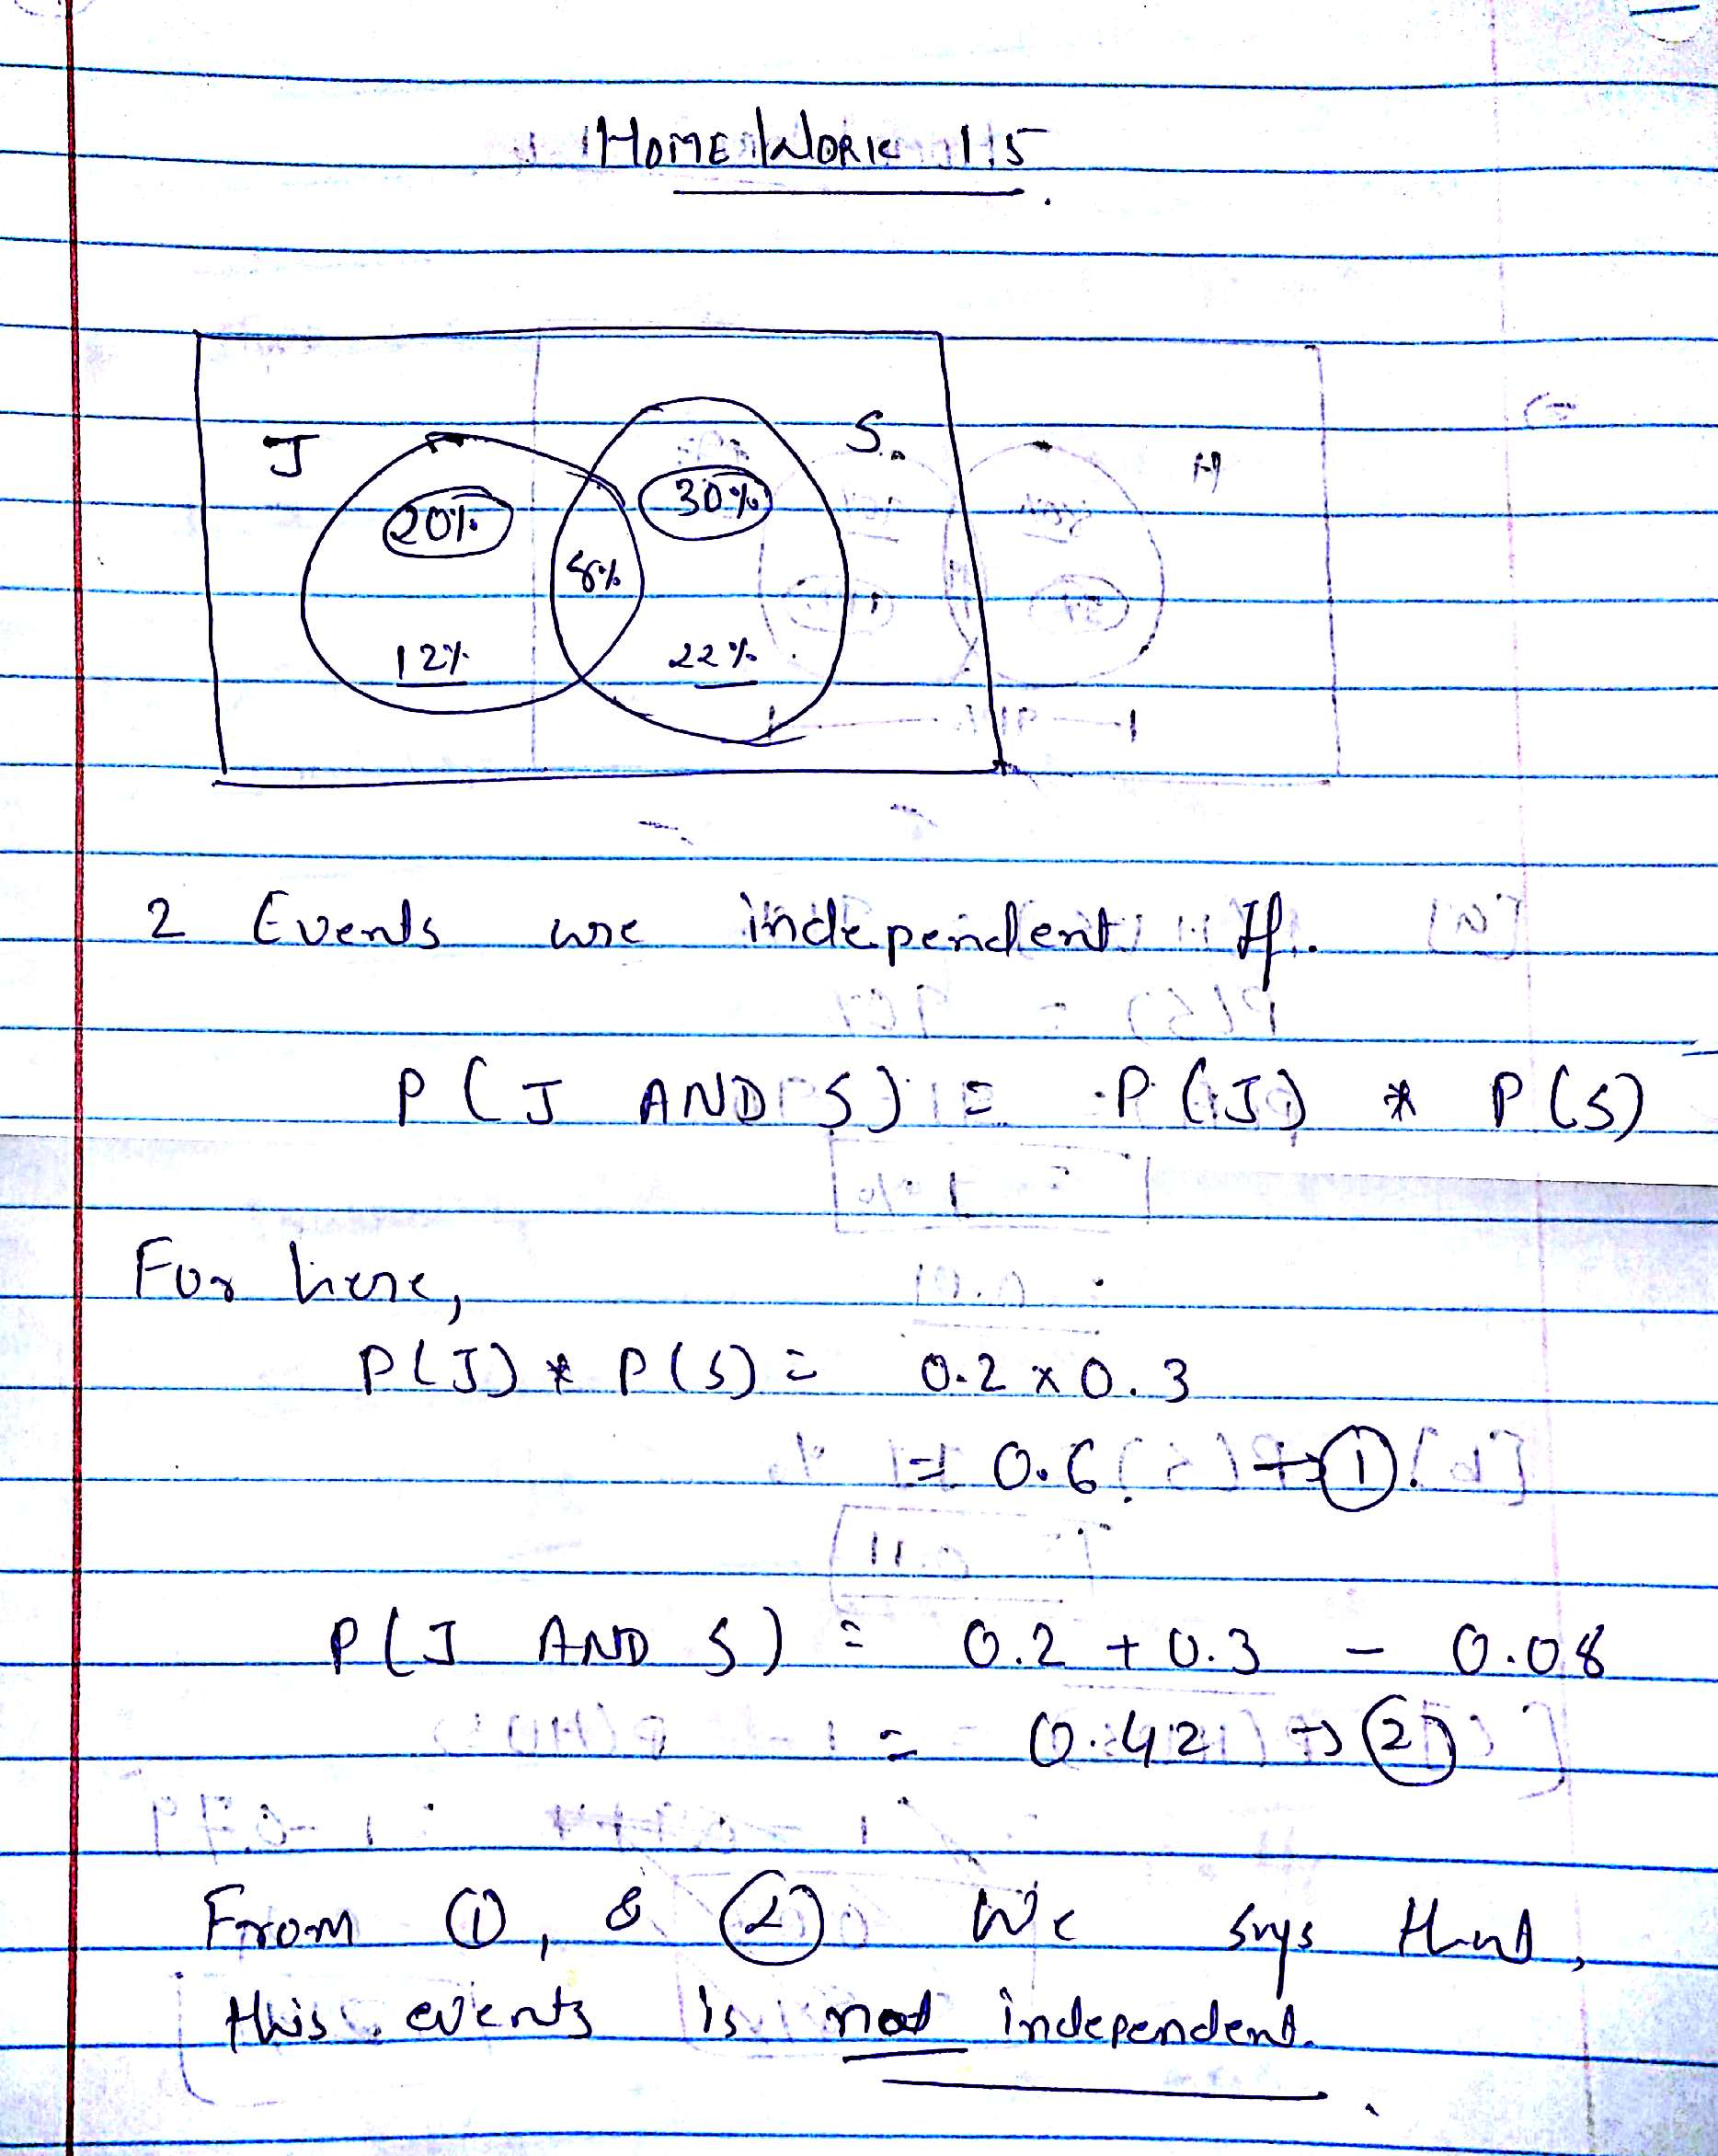 HOMEWORK 1.5
J
S.
20%
30%
8%
12%
22%
2 Events are independent If.
P(J AND S) = P(J) * P(S)
For here,
P(J) * P(S) = 0.2 x 0.3
= 0.6 → ①
P(J AND S) = 0.2 + 0.3 - 0.08
= 0.42 → ②
From ①, & ② We says that,
this events is not independent.